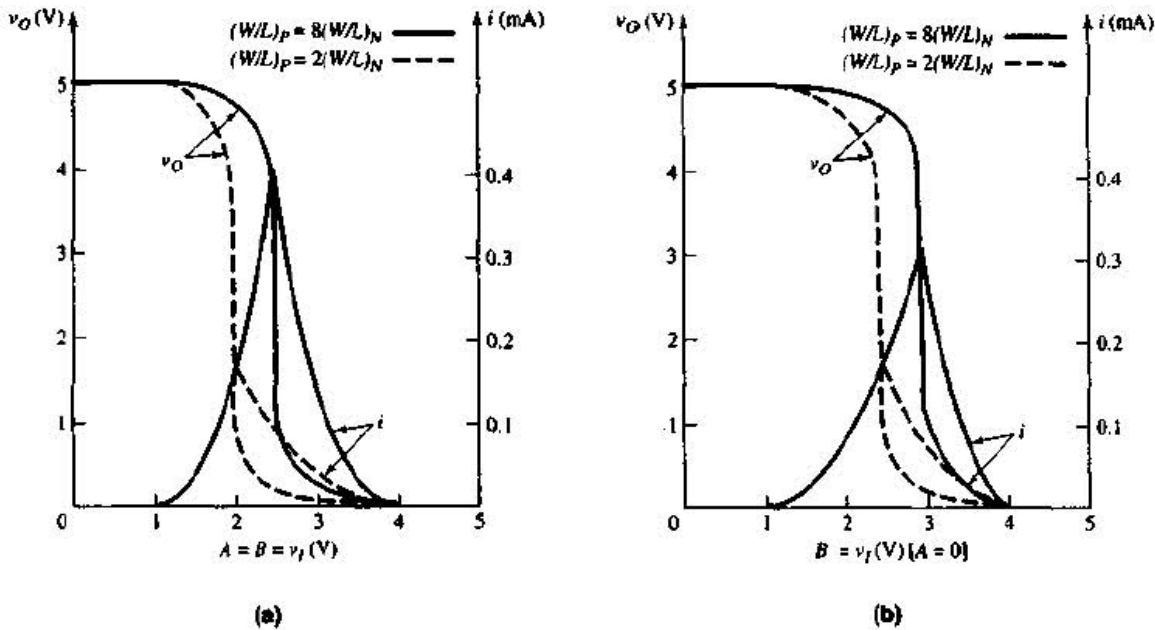 v_O (V)
i (mA)
(W/L)_P = 8(W/L)_N
(W/L)_P = 2(W/L)_N
5
4
3
2
1
0
v_O
0.4
0.3
0.2
0.1
i
1 2 3 4 5
A = B = v_I (V)
(a)
v_O (V)
i (mA)
(W/L)_P = 8(W/L)_N
(W/L)_P = 2(W/L)_N
5
4
3
2
1
0
v_O
0.4
0.3
0.2
0.1
i
1 2 3 4 5
B = v_I (V) [A = 0]
(b)